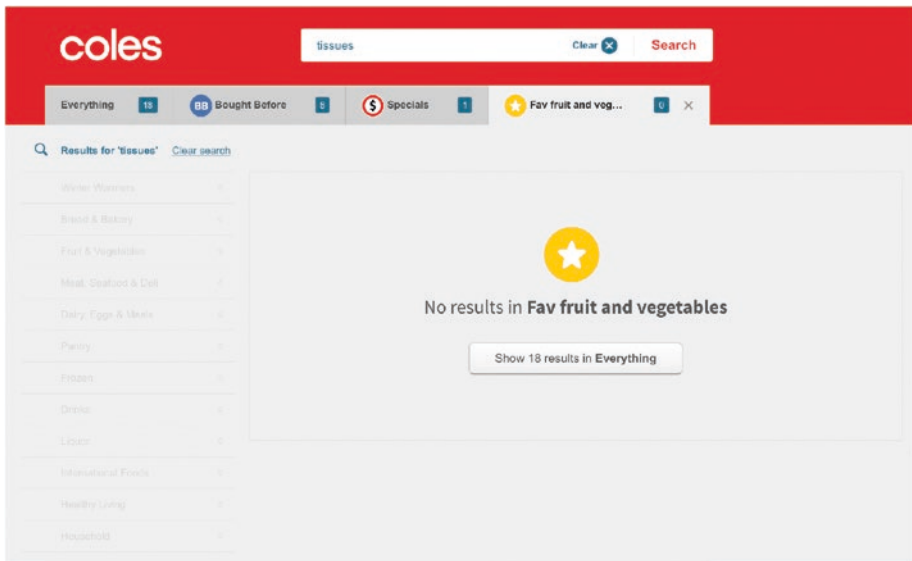 coles
tissues Clear Search
Everything 18 BB Bought Before 5 $ Specials 1 Fav fruit and veg... 0
Results for 'tissues' Clear search
Winter Warmers
Bread & Bakery
Fruit & Vegetables
Meat, Seafood & Deli
Dairy, Eggs & Meals
Pantry
Frozen
Drinks
Liquor
International Foods
Healthy Living
Household
No results in Fav fruit and vegetables
Show 18 results in Everything